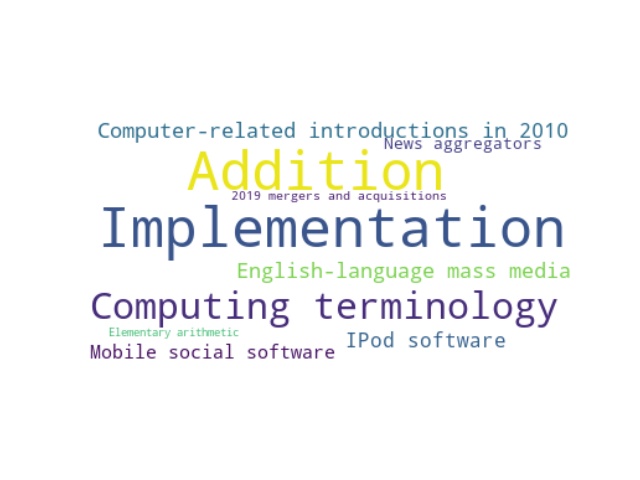 Computer-related introductions in 2010
News aggregators
Addition
2019 mergers and acquisitions
Implementation
English-language mass media
Computing terminology
Elementary arithmetic
IPod software
Mobile social software